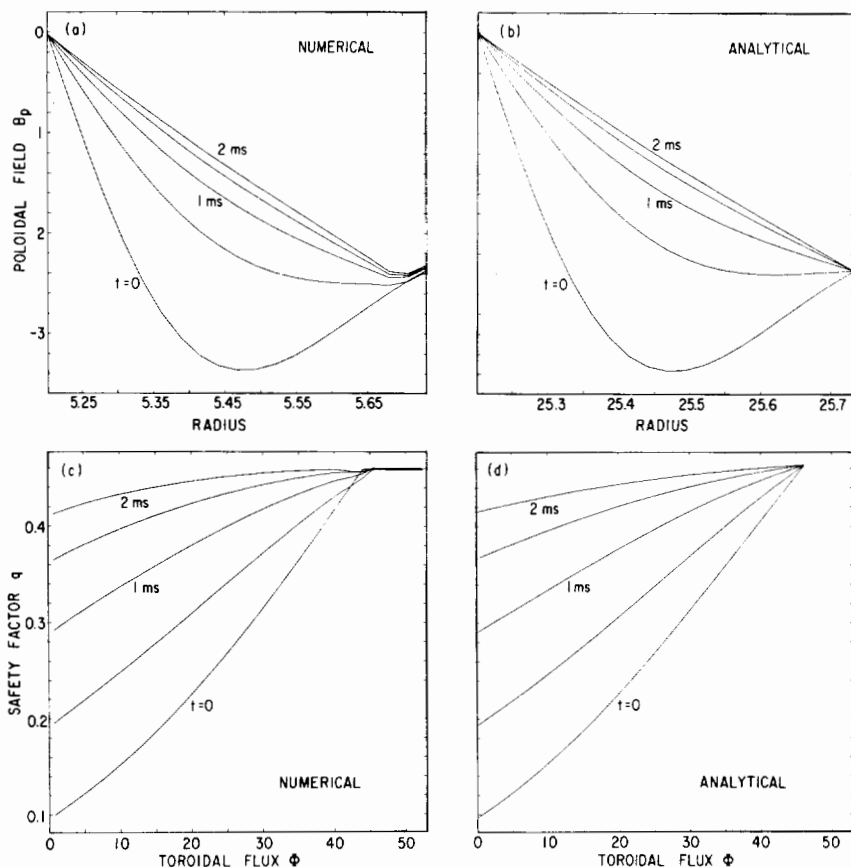 (a)
NUMERICAL
POLOIDAL FIELD Bp
0
1
2
-3
2 ms
1 ms
t=0
5.25 5.35 5.45 5.55 5.65
RADIUS
(b)
ANALYTICAL
2 ms
1 ms
t=0
25.3 25.4 25.5 25.6 25.7
RADIUS
(c)
SAFETY FACTOR q
0.4
0.3
0.2
0.1
2 ms
1 ms
t=0
NUMERICAL
0 10 20 30 40 50
TOROIDAL FLUX Φ
(d)
2 ms
1 ms
t=0
ANALYTICAL
0 10 20 30 40 50
TOROIDAL FLUX Φ